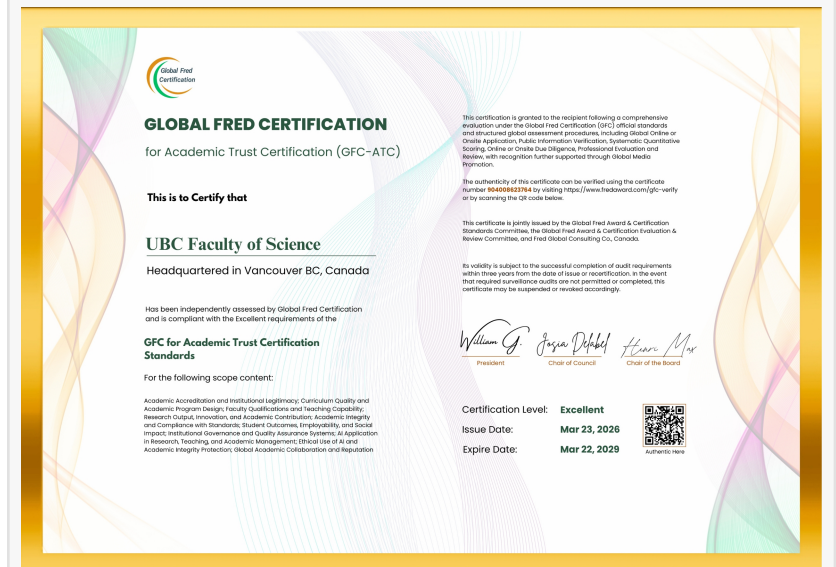 Global Fred
Certification
GLOBAL FRED CERTIFICATION
for Academic Trust Certification (GFC-ATC)
This is to Certify that
UBC Faculty of Science
Headquartered in Vancouver BC, Canada
Has been independently assessed by Global Fred Certification
and is compliant with the Excellent requirements of the
GFC for Academic Trust Certification
Standards
For the following scope content:
Academic Accreditation and Institutional Legitimacy; Curriculum Quality and
Academic Program Design; Faculty Qualifications and Teaching Capability;
Research Output, Innovation, and Academic Contribution; Academic Integrity
and Compliance with Standards; Student Outcomes, Employability, and Social
Impact; Institutional Governance and Quality Assurance Systems; AI Application
in Research, Teaching, and Academic Management; Ethical Use of AI and
Academic Integrity Protection; Global Academic Collaboration and Reputation
This certification is granted to the recipient following a comprehensive
evaluation under the Global Fred Certification (GFC) official standards
and structured global assessment procedures, including Global Online or
Onsite Application, Public Information Verification, Systematic Quantitative
Scoring, Online or Onsite Due Diligence, Professional Evaluation and
Review, with recognition further supported through Global Media
Promotion.
The authenticity of this certificate can be verified using the certificate
number 904008623764 by visiting https://www.fredaward.com/gfc-verify
or by scanning the QR code below.
This certificate is jointly issued by the Global Fred Award & Certification
Standards Committee, the Global Fred Award & Certification Evaluation &
Review Committee, and Fred Global Consulting Co., Canada.
Its validity is subject to the successful completion of audit requirements
within three years from the date of issue or recertification. In the event
that required surveillance audits are not permitted or completed, this
certificate may be suspended or revoked accordingly.
William G. Josia Delabel Henri Max
President Chair of Council Chair of the Board
Certification Level: Excellent
Issue Date: Mar 23, 2026
Expire Date: Mar 22, 2029
Authentic Here